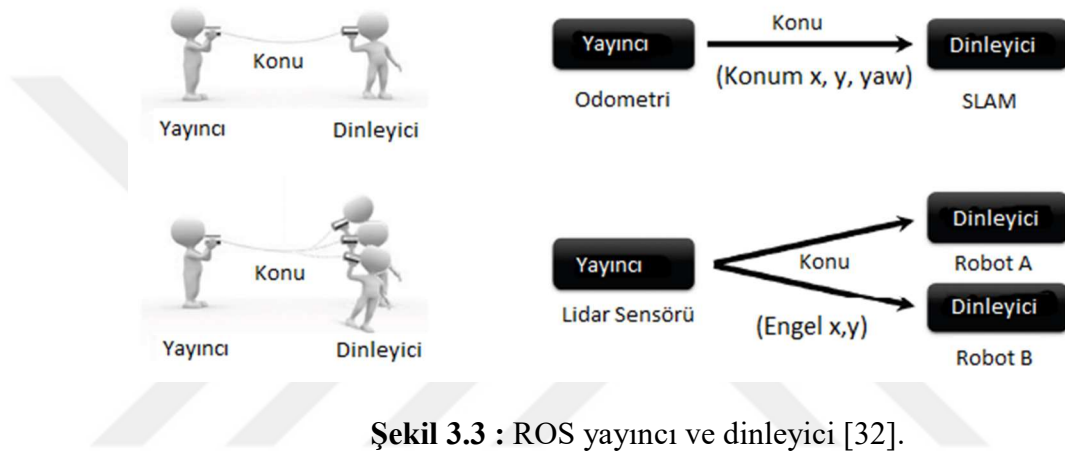 Konu
Yayıncı Dinleyici
Konu
Yayıncı Dinleyici
(Konum x, y, yaw)
Odometri SLAM
Konu
Yayıncı Dinleyici
Yayıncı Dinleyici
Konu
Lidar Sensörü
(Engel x,y)
Robot A
Dinleyici
Robot B
Şekil 3.3 : ROS yayıncı ve dinleyici [32].